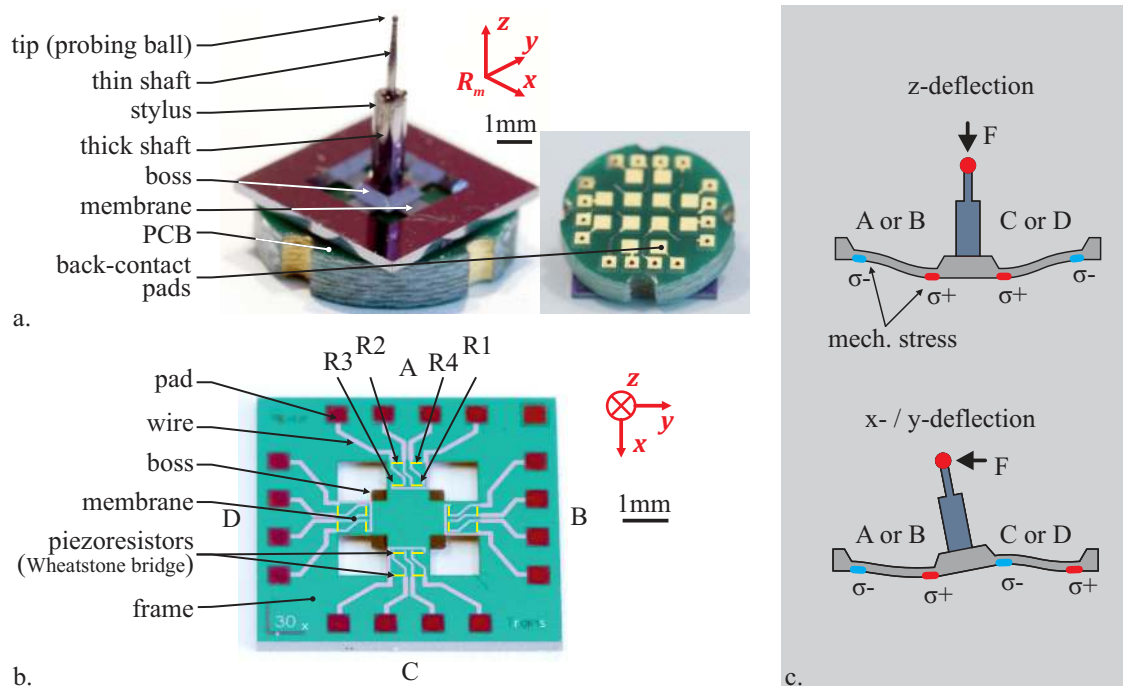 tip (probing ball)
thin shaft
stylus
thick shaft
boss
membrane
PCB
back-contact
pads
a.
z
y
x
R_m
1mm
R3
R2
A
R4
R1
pad
wire
boss
membrane
D
piezoresistors
(Wheatstone bridge)
frame
30 x
B
C
z
y
x
1mm
b.
z-deflection
F
A or B
C or D
σ-
σ+
σ+
σ-
mech. stress
x- / y-deflection
F
A or B
C or D
σ-
σ+
σ-
σ+
c.